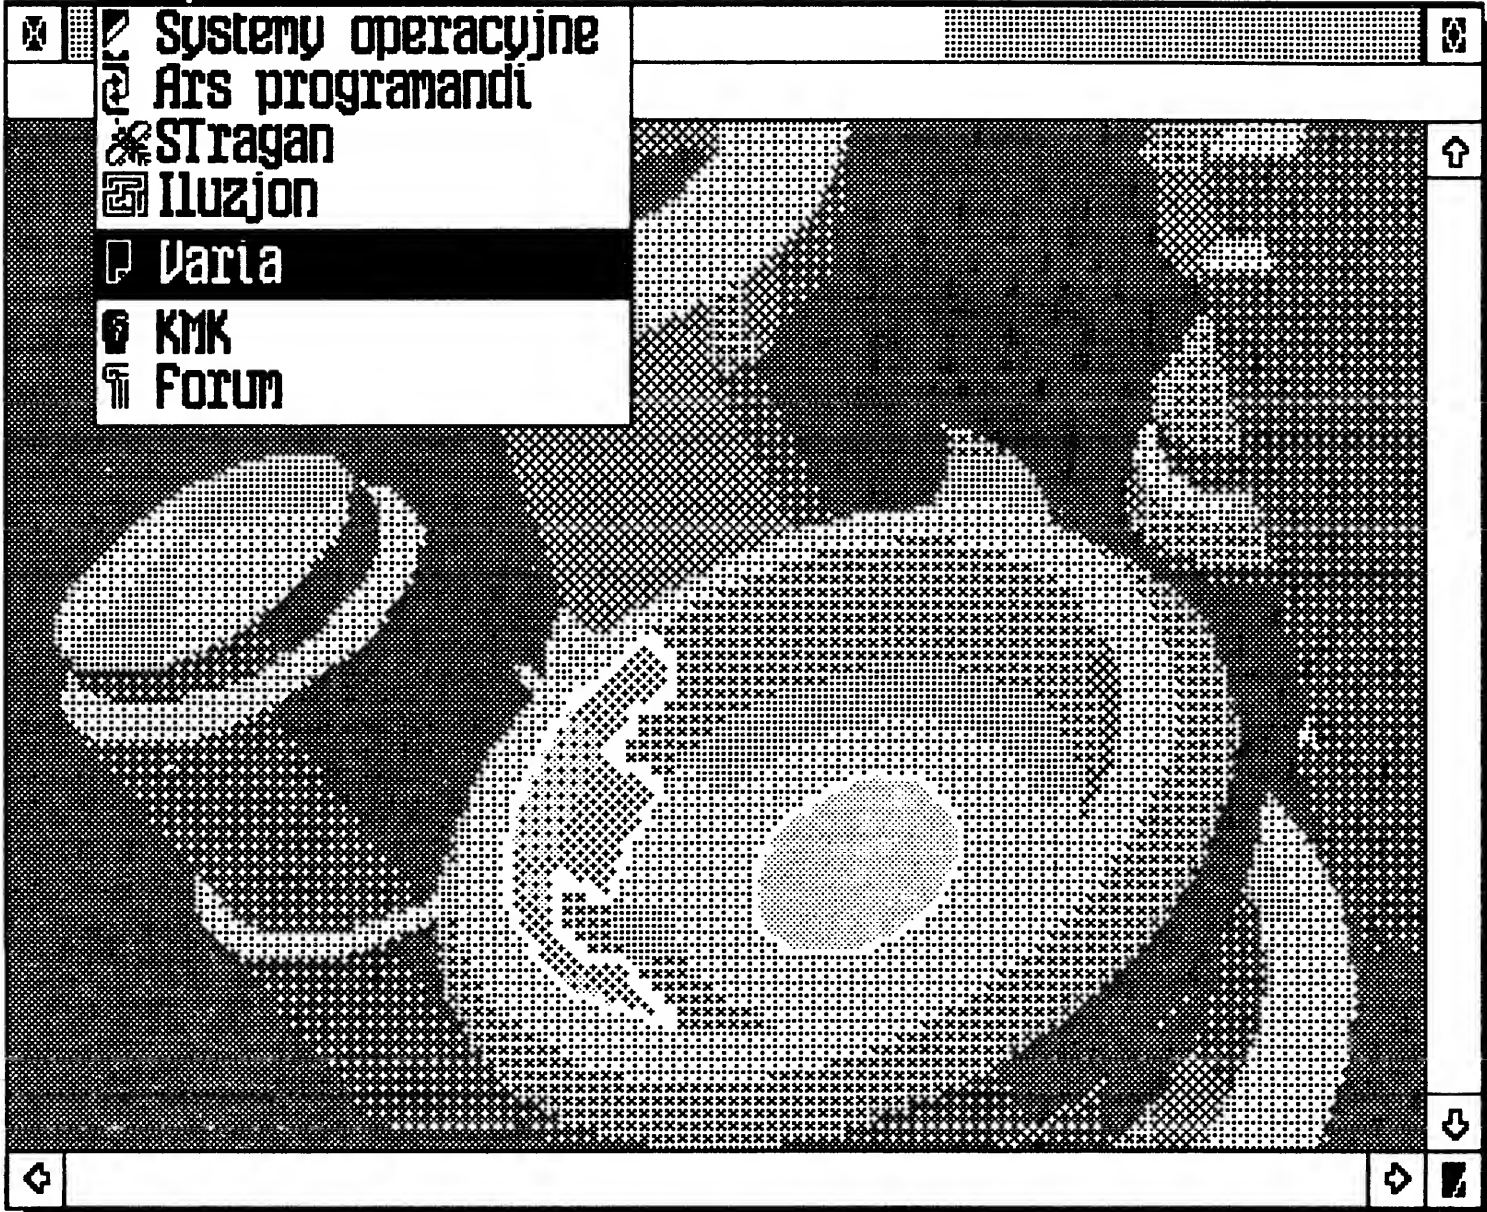 Systemy operacyjne
Ars programandi
STragan
Iluzjon
Varia
KMK
Forum